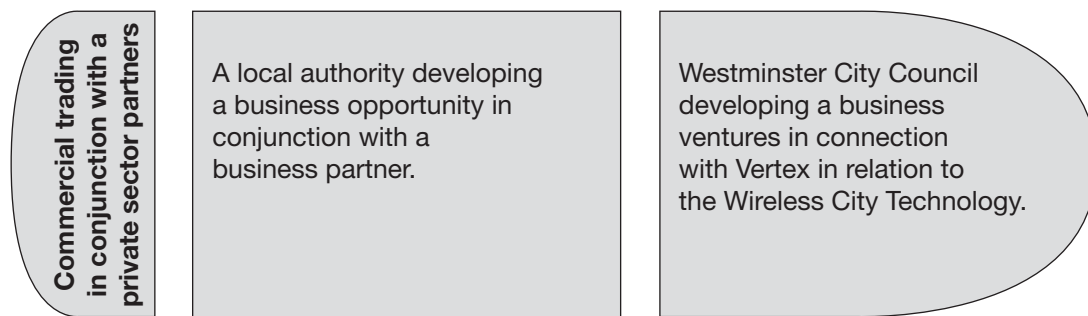 Commercial trading
in conjunction with a
private sector partners
A local authority developing
a business opportunity in
conjunction with a
business partner.
Westminster City Council
developing a business
ventures in connection
with Vertex in relation to
the Wireless City Technology.